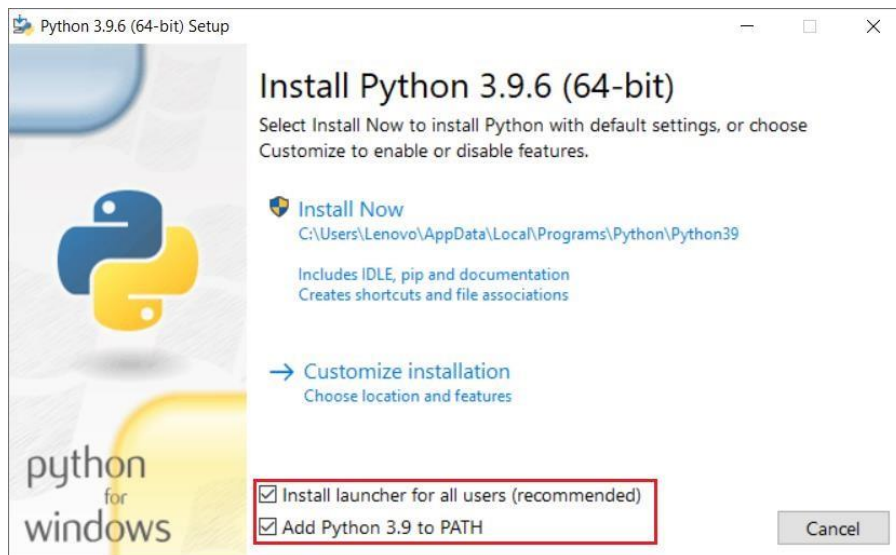 Python 3.9.6 (64-bit) Setup
Install Python 3.9.6 (64-bit)
Select Install Now to install Python with default settings, or choose
Customize to enable or disable features.
Install Now
C:\Users\Lenovo\AppData\Local\Programs\Python\Python39
Includes IDLE, pip and documentation
Creates shortcuts and file associations
Customize installation
Choose location and features
python
for
windows
Install launcher for all users (recommended)
Add Python 3.9 to PATH
Cancel